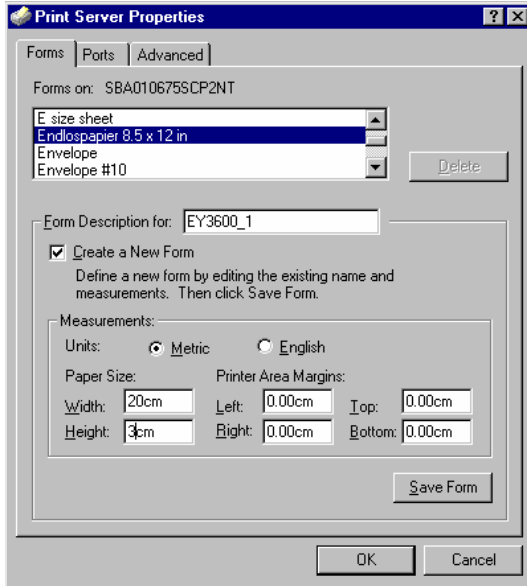 Print Server Properties
Forms Ports Advanced
Forms on: SBA010675SCP2NT
E size sheet
Endlospapier 8.5 x 12 in
Envelope
Envelope #10
Delete
Form Description for: EY3600_1
Create a New Form
Define a new form by editing the existing name and
measurements. Then click Save Form.
Measurements:
Units: Metric English
Paper Size: Printer Area Margins:
Width: 20cm Left: 0.00cm Top: 0.00cm
Height: 3cm Right: 0.00cm Bottom: 0.00cm
Save Form
OK Cancel